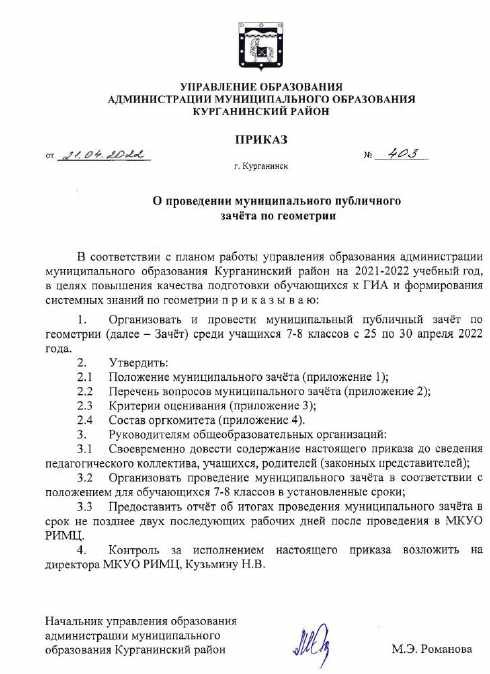 УПРАВЛЕНИЕ ОБРАЗОВАНИЯ
АДМИНИСТРАЦИИ МУНИЦИПАЛЬНОГО ОБРАЗОВАНИЯ
КУРГАНИНСКИЙ РАЙОН
ПРИКАЗ
от 21.04.2022 № 403
г. Курганинск
О проведении муниципального публичного
зачёта по геометрии
В соответствии с планом работы управления образования администрации
муниципального образования Курганинский район на 2021-2022 учебный год,
в целях повышения качества подготовки обучающихся к ГИА и формирования
системных знаний по геометрии п р и к а з ы в а ю:
1. Организовать и провести муниципальный публичный зачёт по
геометрии (далее – Зачёт) среди учащихся 7-8 классов с 25 по 30 апреля 2022
года.
2. Утвердить:
2.1 Положение муниципального зачёта (приложение 1);
2.2 Перечень вопросов муниципального зачёта (приложение 2);
2.3 Критерии оценивания (приложение 3);
2.4 Состав оргкомитета (приложение 4).
3. Руководителям общеобразовательных организаций:
3.1 Своевременно довести содержание настоящего приказа до сведения
педагогического коллектива, учащихся, родителей (законных представителей);
3.2 Организовать проведение муниципального зачёта в соответствии с
положением для обучающихся 7-8 классов в установленные сроки;
3.3 Предоставить отчёт об итогах проведения муниципального зачёта в
срок не позднее двух последующих рабочих дней после проведения в МКУО
РИМЦ.
4. Контроль за исполнением настоящего приказа возложить на
директора МКУО РИМЦ, Кузьмину Н.В.
Начальник управления образования
администрации муниципального
образования Курганинский район М.Э. Романова